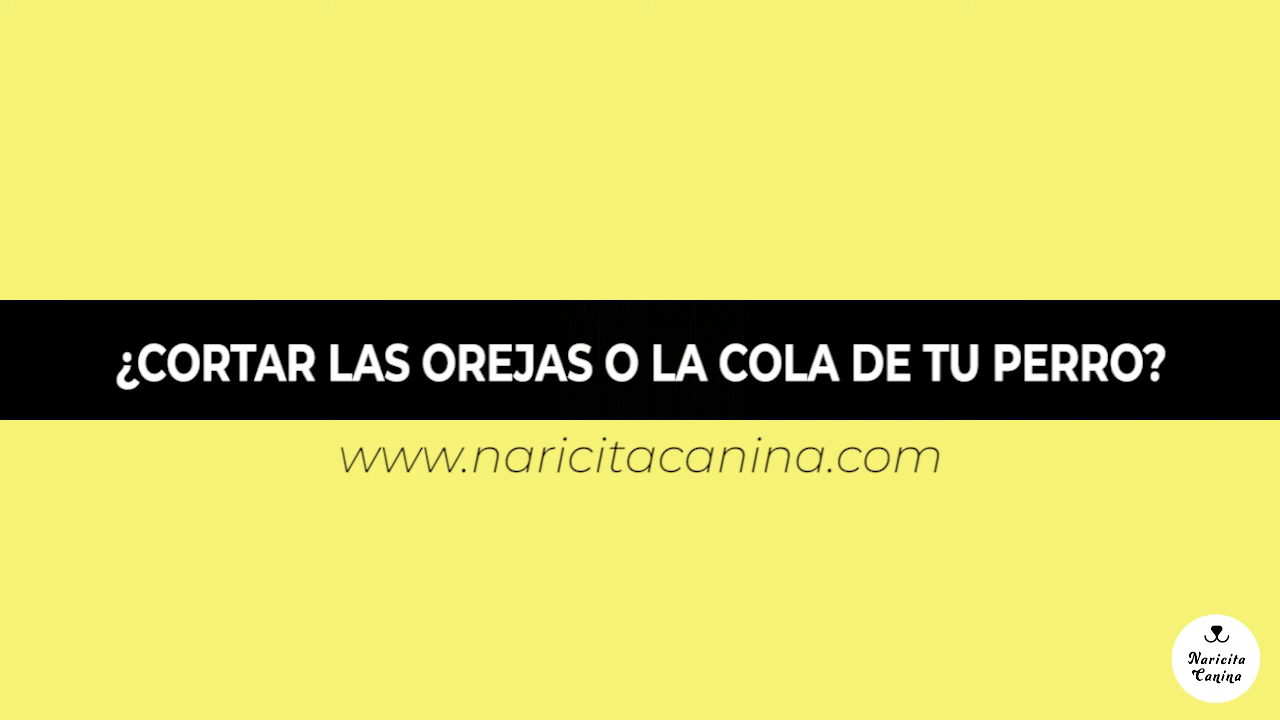 ¿CORTAR LAS OREJAS O LA COLA DE TU PERRO?
www.naricitacanina.com
Naricita
Canina